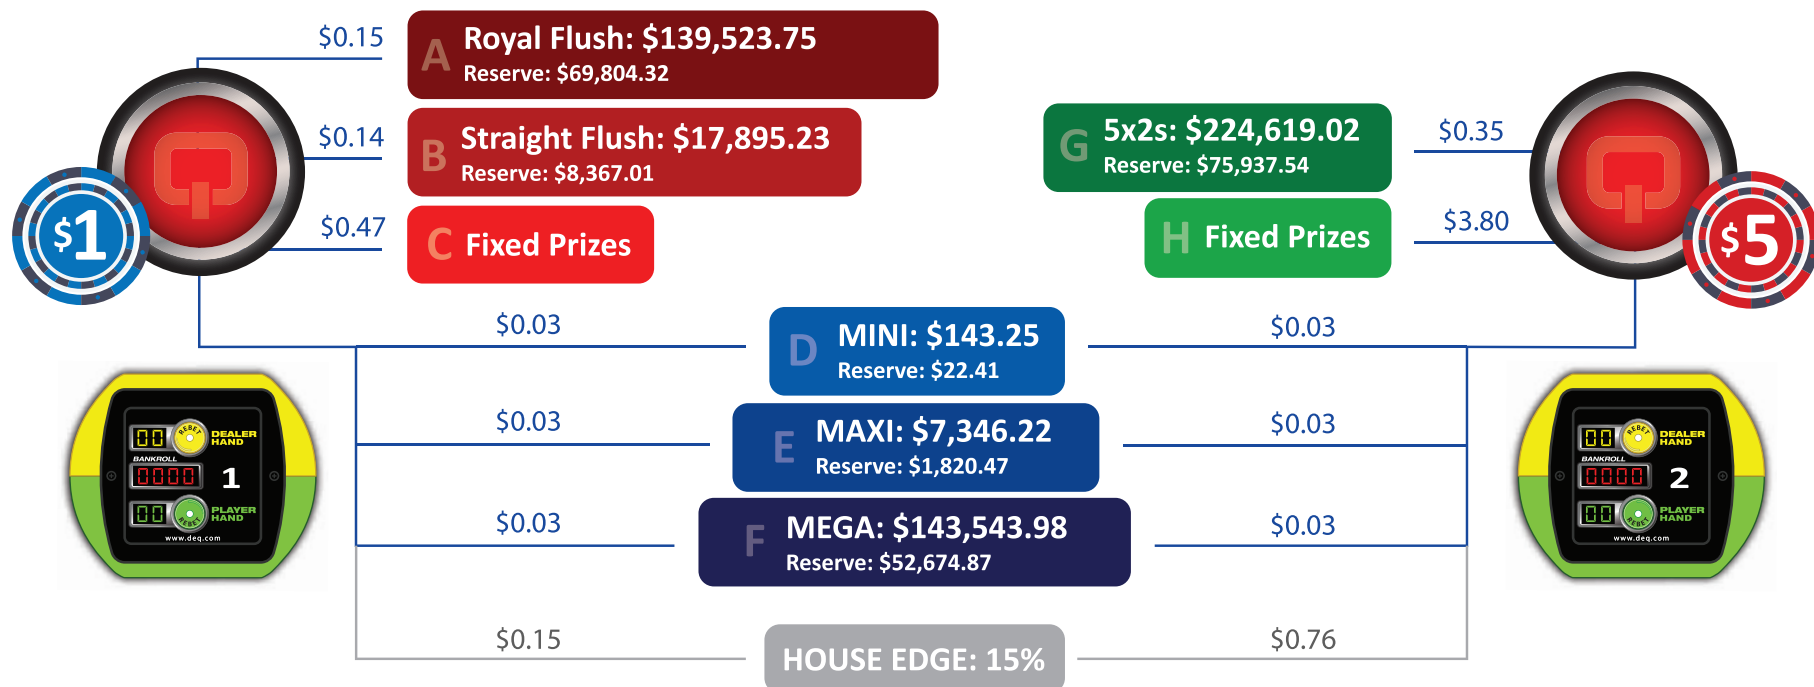 $0.15
A
Royal Flush: $139,523.75
Reserve: $69,804.32
$0.14
B
Straight Flush: $17,895.23
Reserve: $8,367.01
$0.47
C
Fixed Prizes
$1
G
5x2s: $224,619.02
Reserve: $75,937.54
$0.35
H
Fixed Prizes
$3.80
$5
$0.03
D
MINI: $143.25
Reserve: $22.41
$0.03
$0.03
E
MAXI: $7,346.22
Reserve: $1,820.47
$0.03
$0.03
F
MEGA: $143,543.98
Reserve: $52,674.87
$0.03
$0.15
HOUSE EDGE: 15%
$0.76
00
REBET
DEALER
HAND
BANKROLL
0000
1
00
REBET
PLAYER
HAND
www.deq.com
00
REBET
DEALER
HAND
BANKROLL
0000
2
00
REBET
PLAYER
HAND
www.deq.com